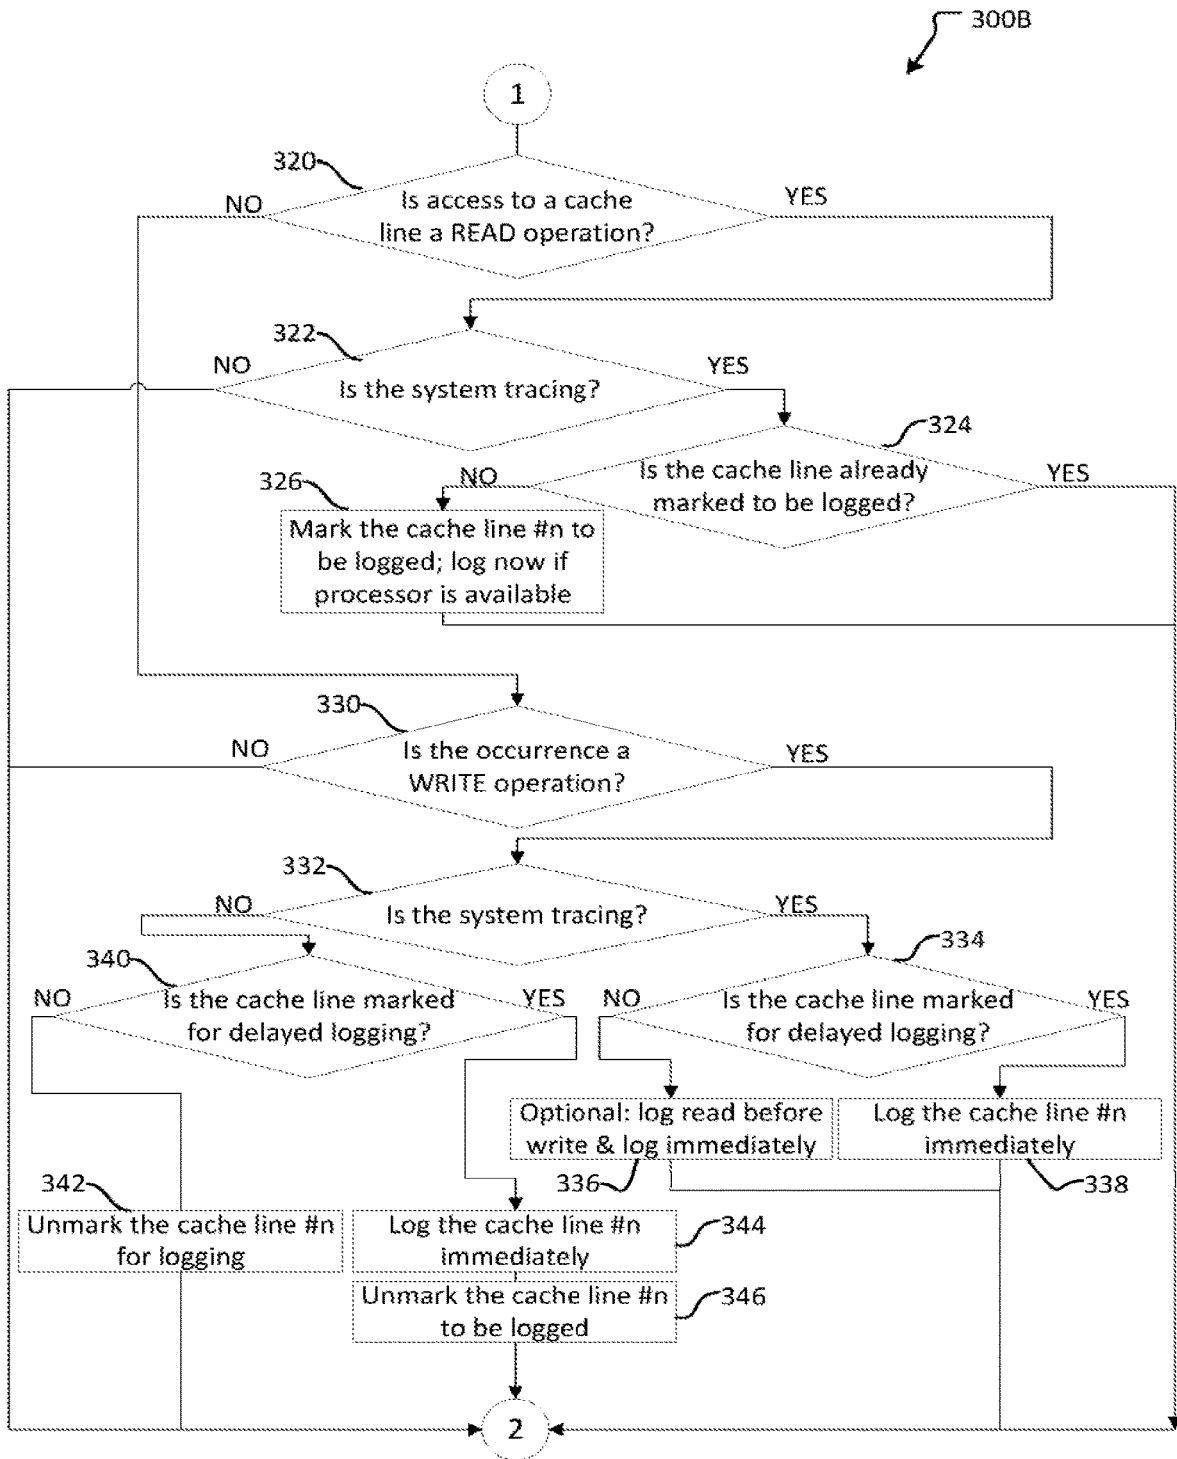 300B
1
320
NO
YES
Is access to a cache
line a READ operation?
322
NO
YES
Is the system tracing?
324
326
NO
YES
Is the cache line already
marked to be logged?
Mark the cache line #n to
be logged; log now if
processor is available
330
NO
YES
Is the occurrence a
WRITE operation?
332
NO
YES
Is the system tracing?
340
334
NO
YES
Is the cache line marked
for delayed logging?
NO
YES
Is the cache line marked
for delayed logging?
Optional: log read before
write & log immediately
336
Log the cache line #n
immediately
338
342
Unmark the cache line #n
for logging
Log the cache line #n
immediately
344
Unmark the cache line #n
to be logged
346
2